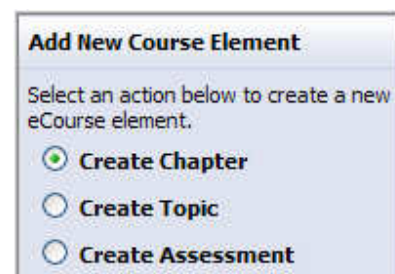 Add New Course Element
Select an action below to create a new
eCourse element.
Create Chapter
Create Topic
Create Assessment